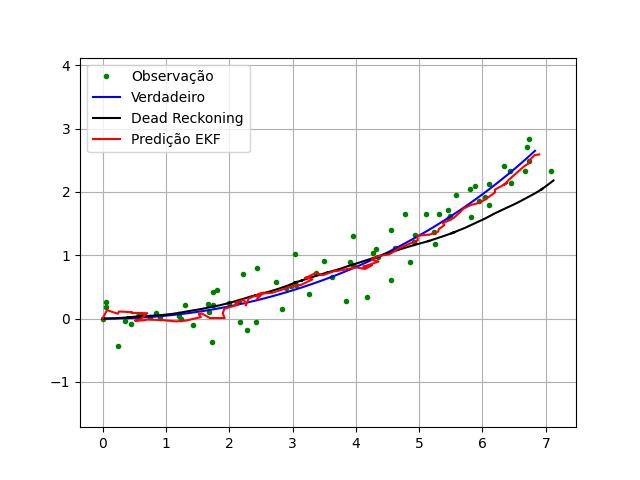 Observação
Verdadeiro
Dead Reckoning
Predição EKF
4
3
2
1
0
−1
0 1 2 3 4 5 6 7